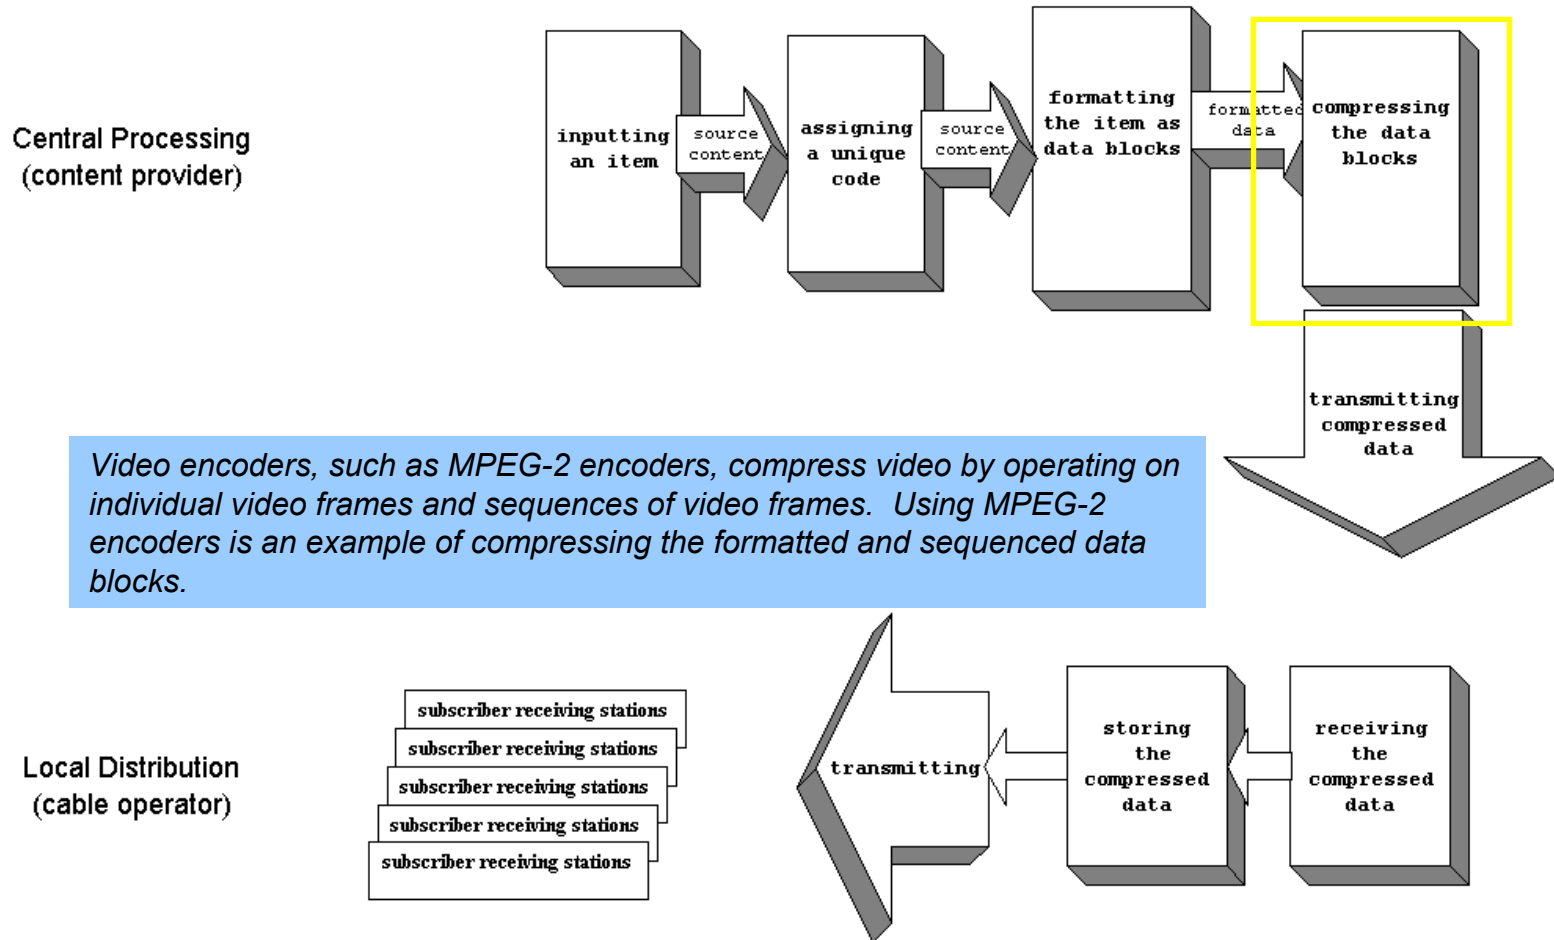 Central Processing
(content provider)
inputting
an item
source
content
assigning
a unique
code
source
content
formatting
the item as
data blocks
formatted
data
compressing
the data
blocks
transmitting
compressed
data
Video encoders, such as MPEG-2 encoders, compress video by operating on
individual video frames and sequences of video frames.  Using MPEG-2
encoders is an example of compressing the formatted and sequenced data
blocks.
Local Distribution
(cable operator)
subscriber receiving stations
subscriber receiving stations
subscriber receiving stations
subscriber receiving stations
subscriber receiving stations
transmitting
storing
the
compressed
data
receiving
the
compressed
data